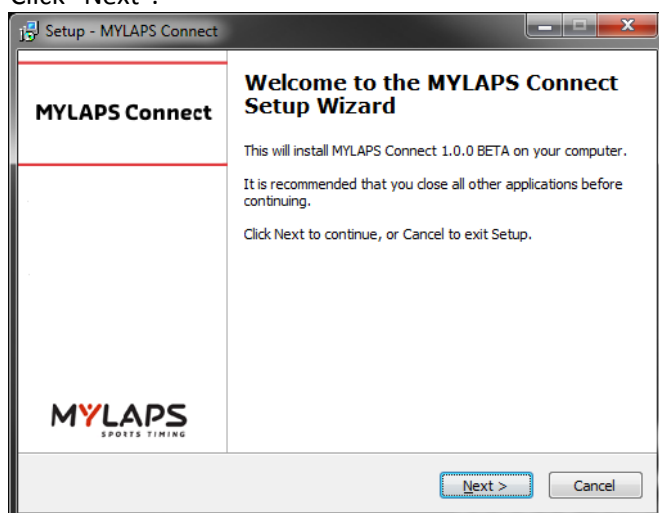 Click "Next".
Setup - MYLAPS Connect
MYLAPS Connect
Welcome to the MYLAPS Connect
Setup Wizard
This will install MYLAPS Connect 1.0.0 BETA on your computer.
It is recommended that you close all other applications before
continuing.
Click Next to continue, or Cancel to exit Setup.
MYLAPS
SPORTS TIMING
Next >
Cancel